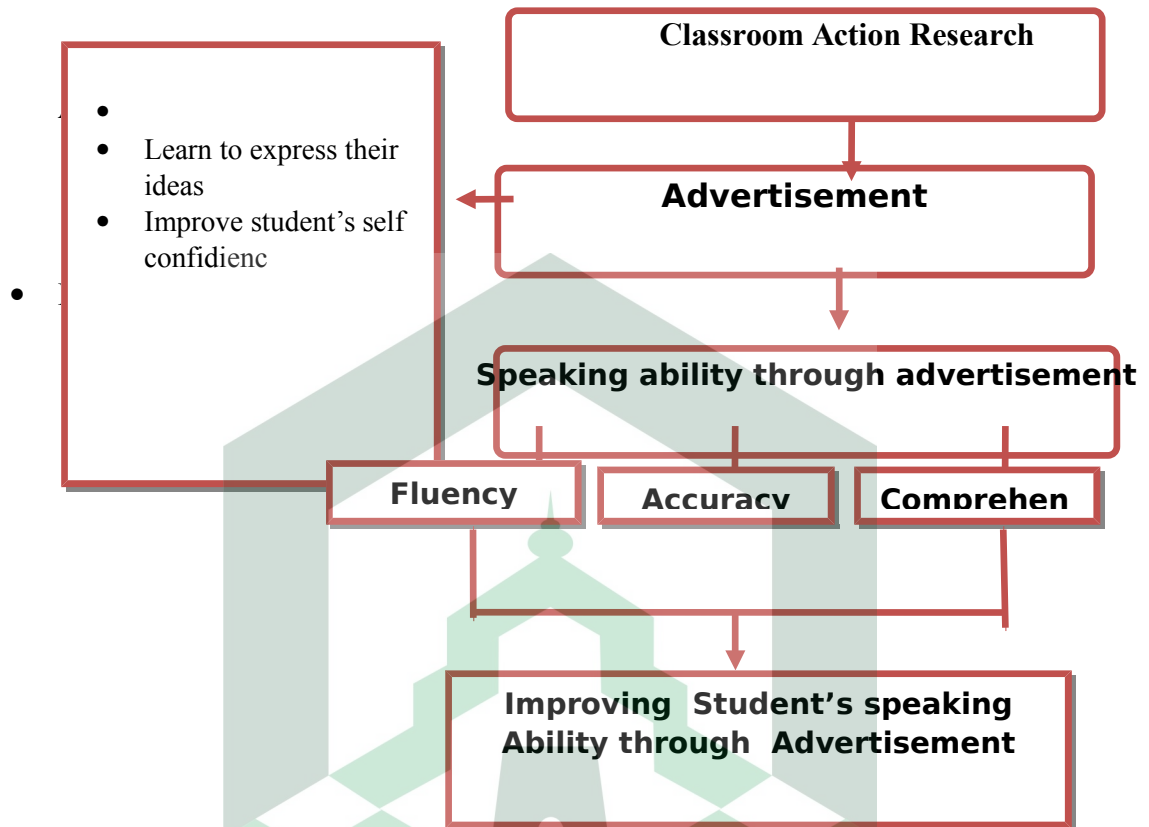 Classroom Action Research
•
• Learn to express their
ideas
• Improve student’s self
confidienc
Advertisement
•
Speaking ability through advertisement
Fluency
Accuracy
Comprehen
Improving Student’s speaking
Ability through Advertisement